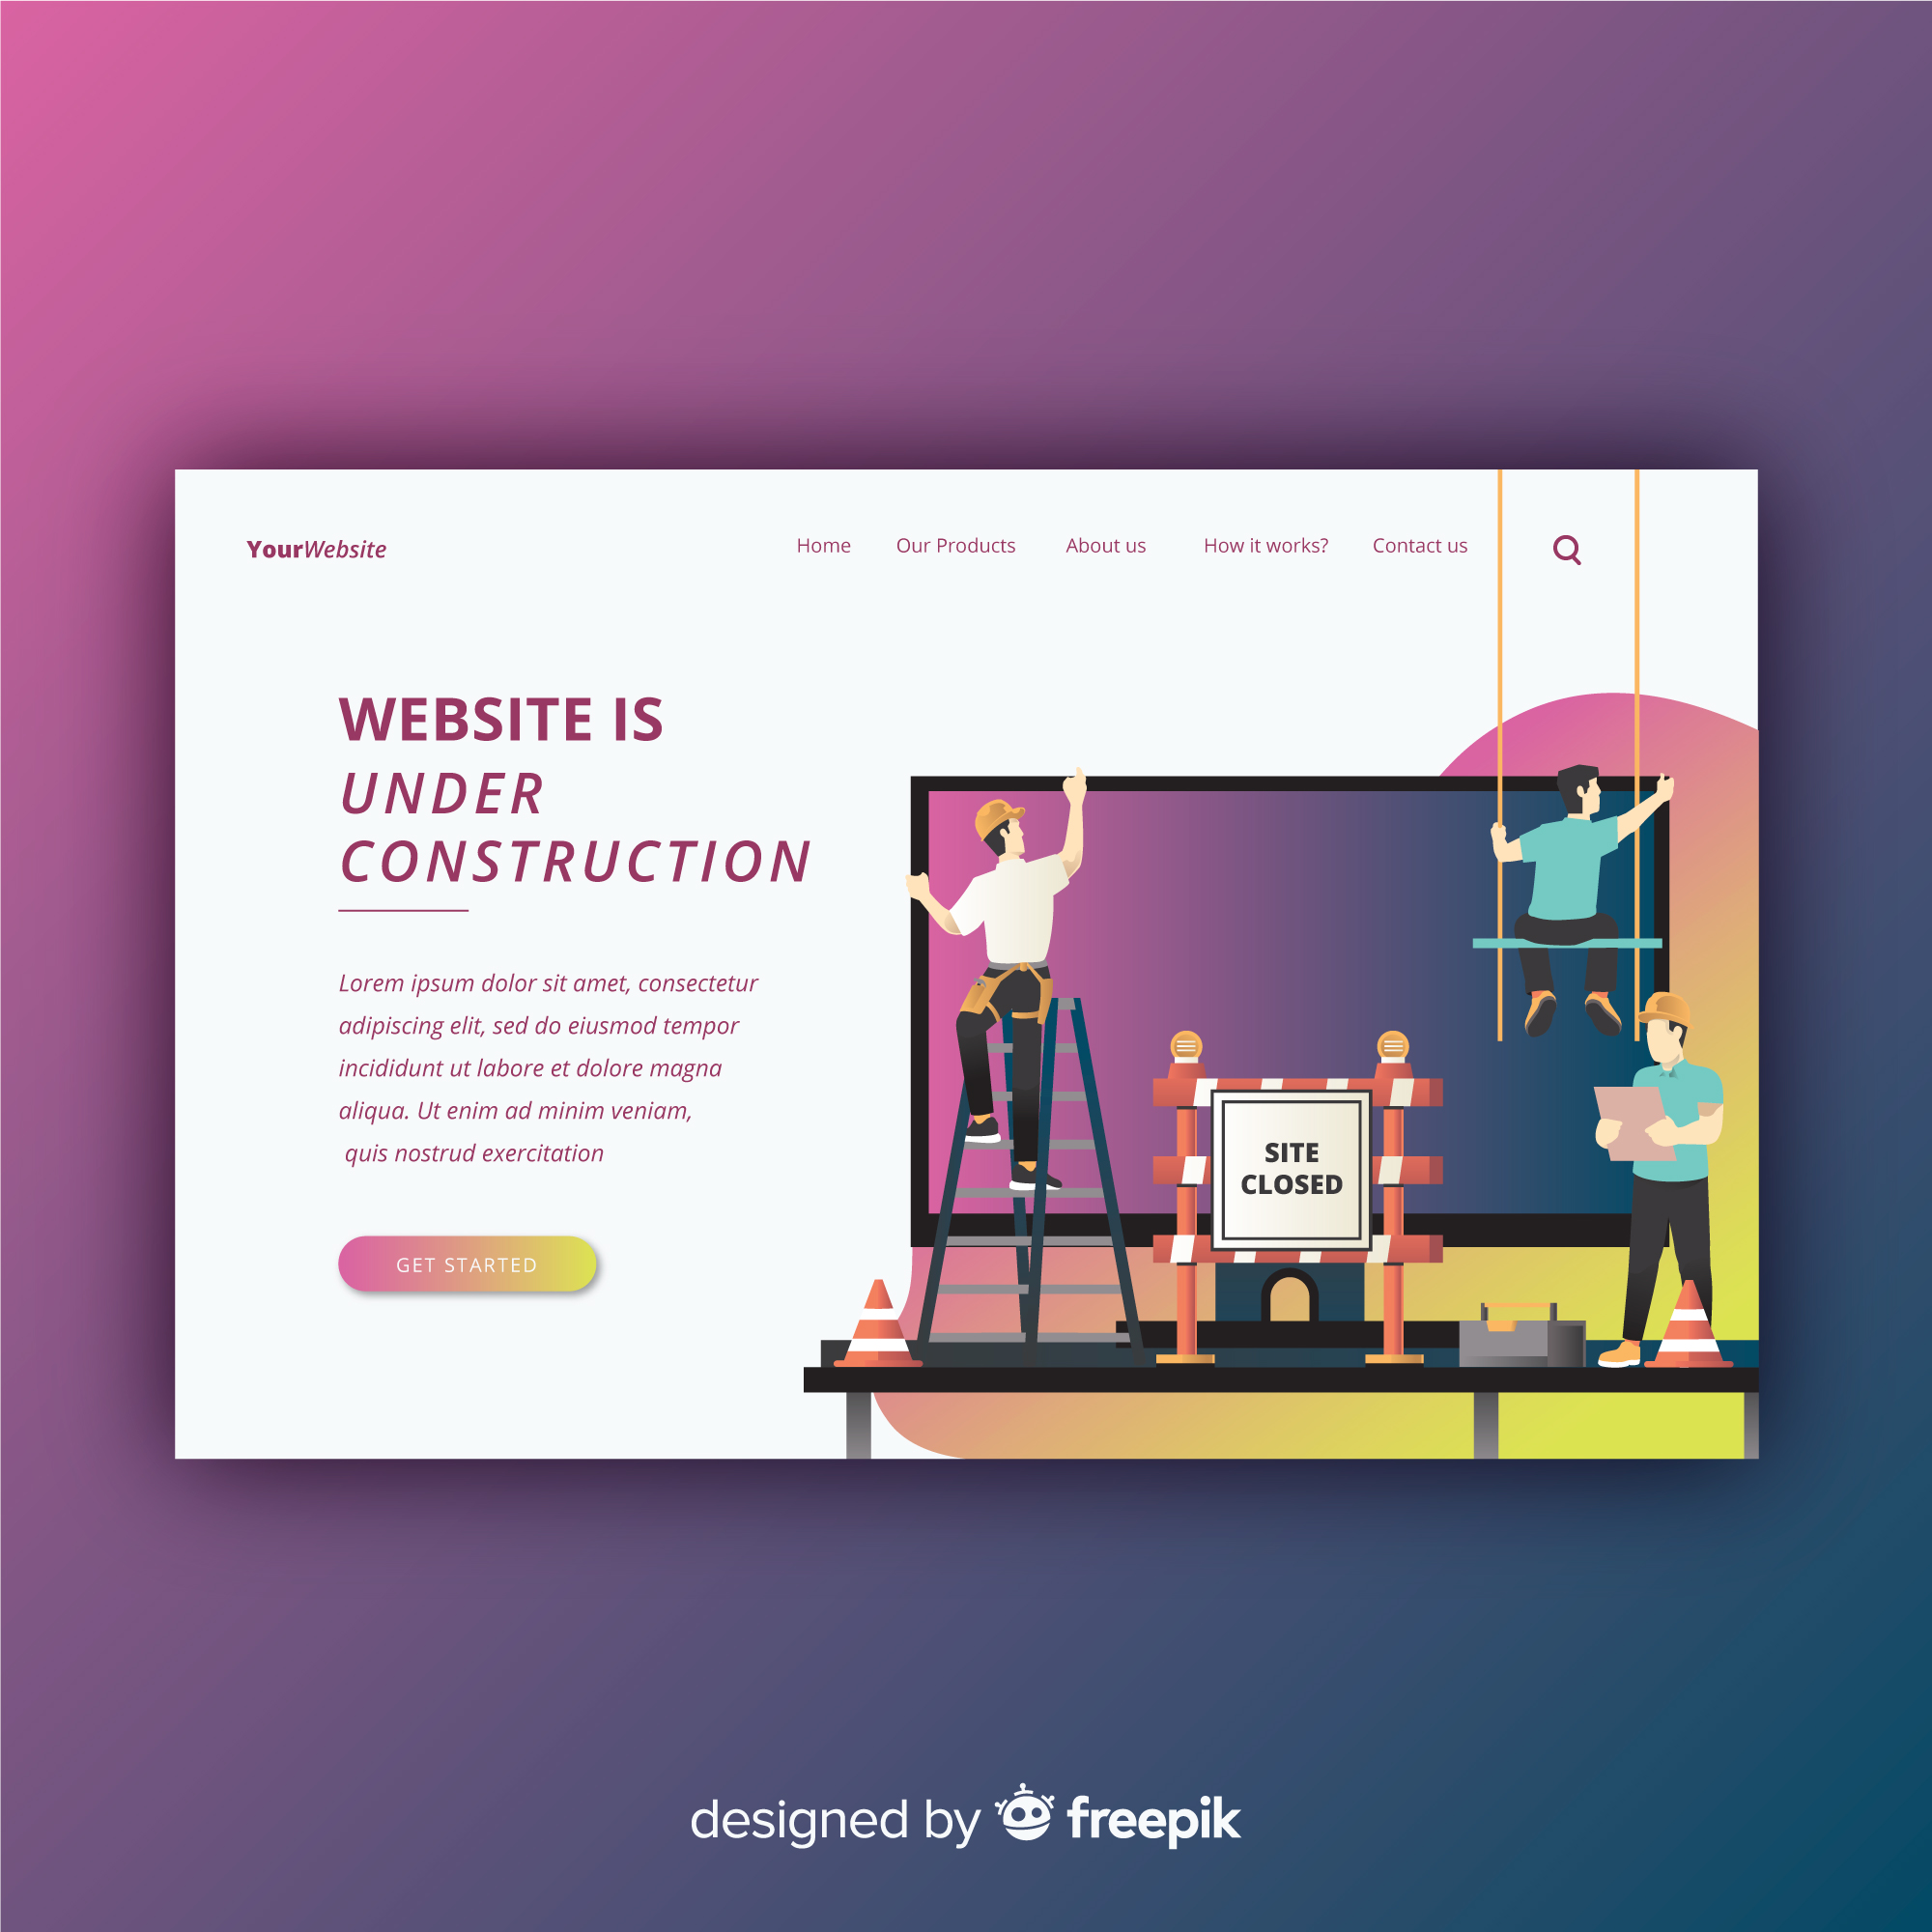 YourWebsite
Home Our Products About us How it works? Contact us
WEBSITE IS
UNDER
CONSTRUCTION
Lorem ipsum dolor sit amet, consectetur
adipiscing elit, sed do eiusmod tempor
incididunt ut labore et dolore magna
aliqua. Ut enim ad minim veniam,
quis nostrud exercitation
GET STARTED
SITE
CLOSED
designed by freepik